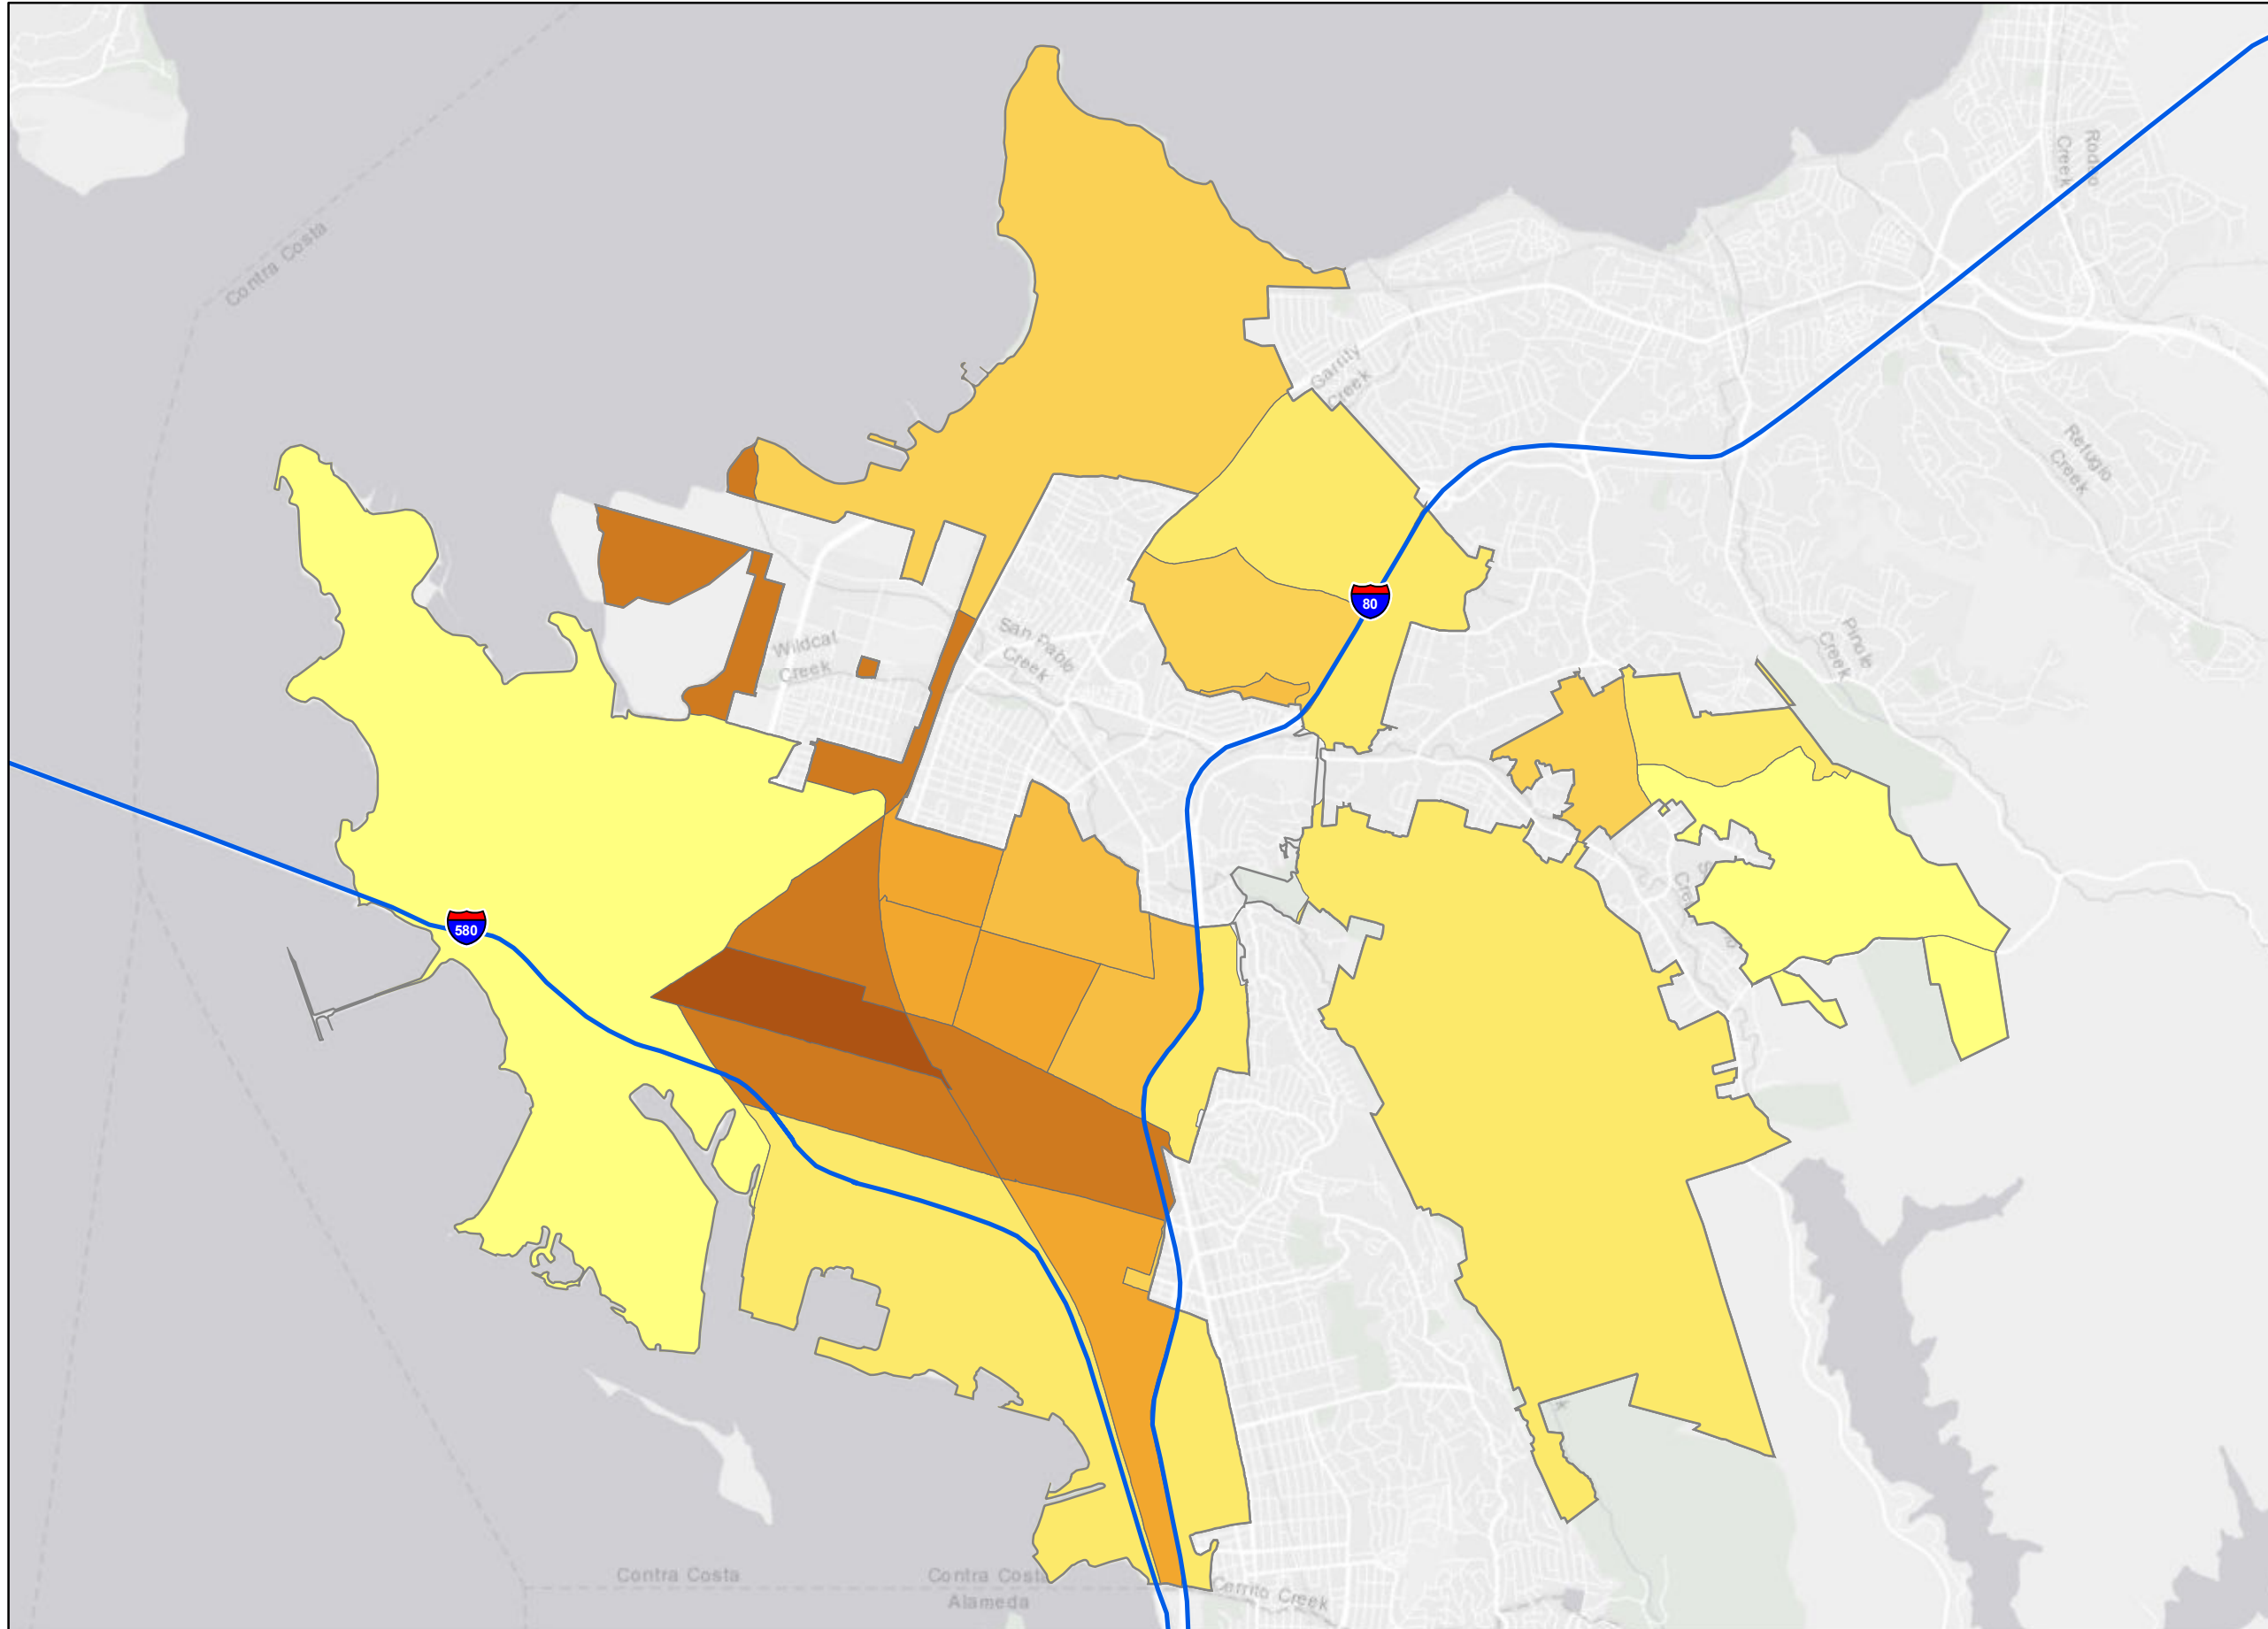 Contra Costa
Rodeo
Creek
Garrity
Creek
Refugio
Creek
80
Wildcat
Creek
San Pablo
Creek
Pinole
Creek
580
Contra Costa
Contra Costa
Alameda
Cerrito Creek